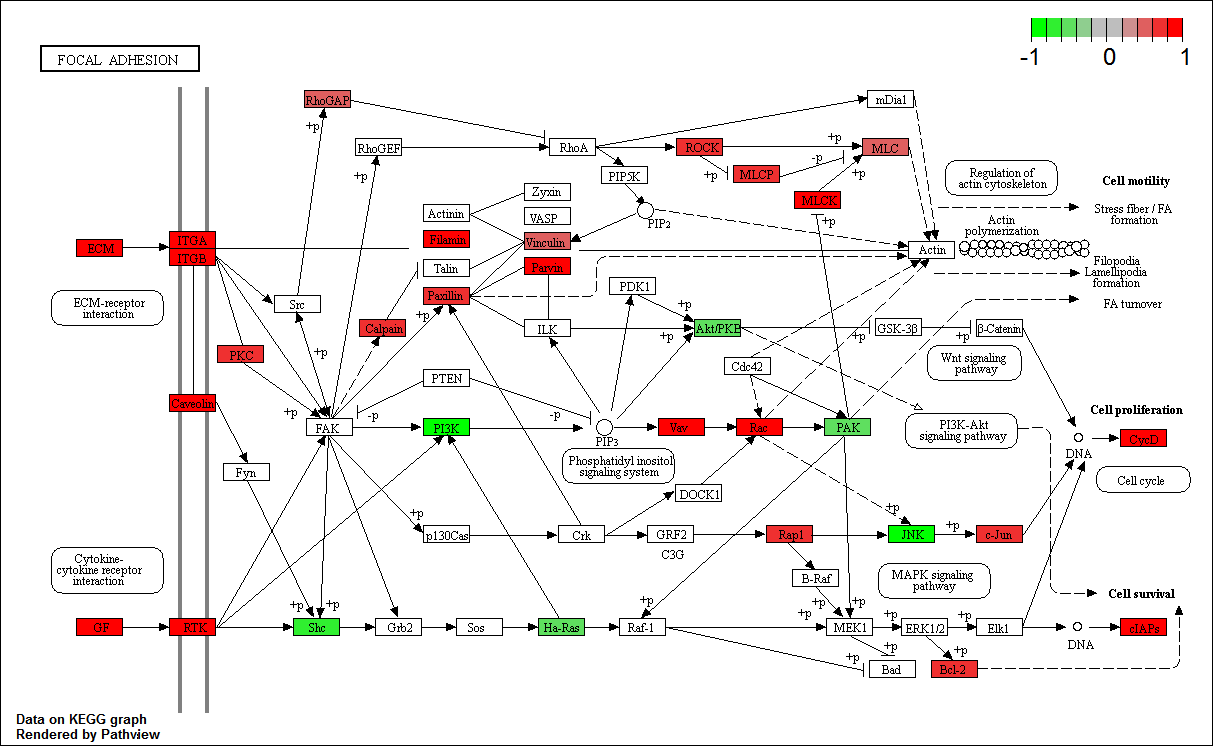 -1 0 1
FOCAL ADHESION
RhoGAP
mDia1
+p
RhoGEF
RhoA
ROCK
+p
MLC
+p
PIP5K
+p
MLCP
-p
+p
MLCK
+p
Regulation of
actin cytoskeleton
Cell motility
Zyxin
Actinin
VASP
PIP2
Stress fiber / FA
formation
ECM
ITGA
ITGB
Filamin
Vinculin
Actin
polymerization
Actin
Talin
Parvin
Filopodia
Lamellipodia
formation
ECM-receptor
interaction
Src
Paxillin
PDK1
+p
FA turnover
Calpain
+p
ILK
+p
Akt/PKB
GSK-3β
+p
β-Catenin
PKC
+p
Cdc42
Wnt signaling
pathway
PTEN
Caveolin
+p
-p
-p
FAK
PI3K
PIP3
Vav
Rac
PAK
PI3K-Akt
signaling pathway
Cell proliferation
CycD
DNA
Fyn
Phosphatidyl inositol
signaling system
Cell cycle
DOCK1
+p
+p
p130Cas
Crk
GRF2
C3G
Rap1
JNK
+p
c-Jun
Cytokine-
cytokine receptor
interaction
B-Raf
MAPK signaling
pathway
+p
+p
+p
+p
+p
+p
Cell survival
GF
RTK
Shc
Grb2
Sos
Ha-Ras
Raf-1
+p
MEK1
+p
ERK1/2
+p
Elk1
DNA
cIAPs
+p
+p
+p
Bad
Bcl-2
Data on KEGG graph
Rendered by Pathview